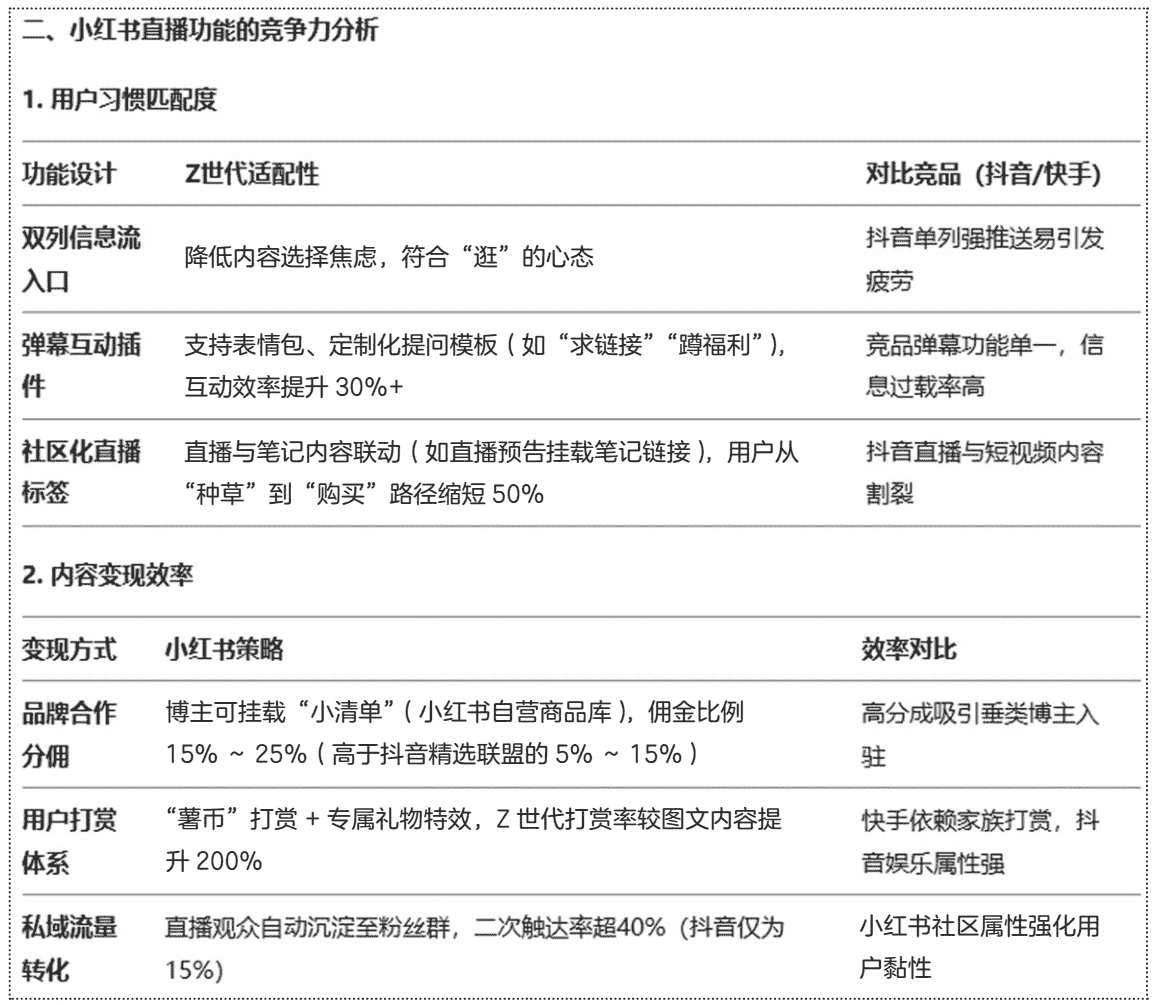 二、小红书直播功能的竞争力分析
1. 用户习惯匹配度
功能设计 Z世代适配性 对比竞品（抖音/快手）
双列信息流入口 降低内容选择焦虑，符合“逛”的心态 抖音单列强推送易引发疲劳
弹幕互动插件 支持表情包、定制化提问模板（如“求链接”“蹲福利”），互动效率提升 30%+ 竞品弹幕功能单一，信息过载率高
社区化直播标签 直播与笔记内容联动（如直播预告挂载笔记链接），用户从“种草”到“购买”路径缩短 50% 抖音直播与短视频内容割裂
2. 内容变现效率
变现方式 小红书策略 效率对比
品牌合作分佣 博主可挂载“小清单”（小红书自营商品库），佣金比例 15% ~ 25%（高于抖音精选联盟的 5% ~ 15%） 高分成吸引垂类博主入驻
用户打赏体系 “薯币”打赏 + 专属礼物特效，Z 世代打赏率较图文内容提升 200% 快手依赖家族打赏，抖音娱乐属性强
私域流量转化 直播观众自动沉淀至粉丝群，二次触达率超40%（抖音仅为15%） 小红书社区属性强化用户黏性